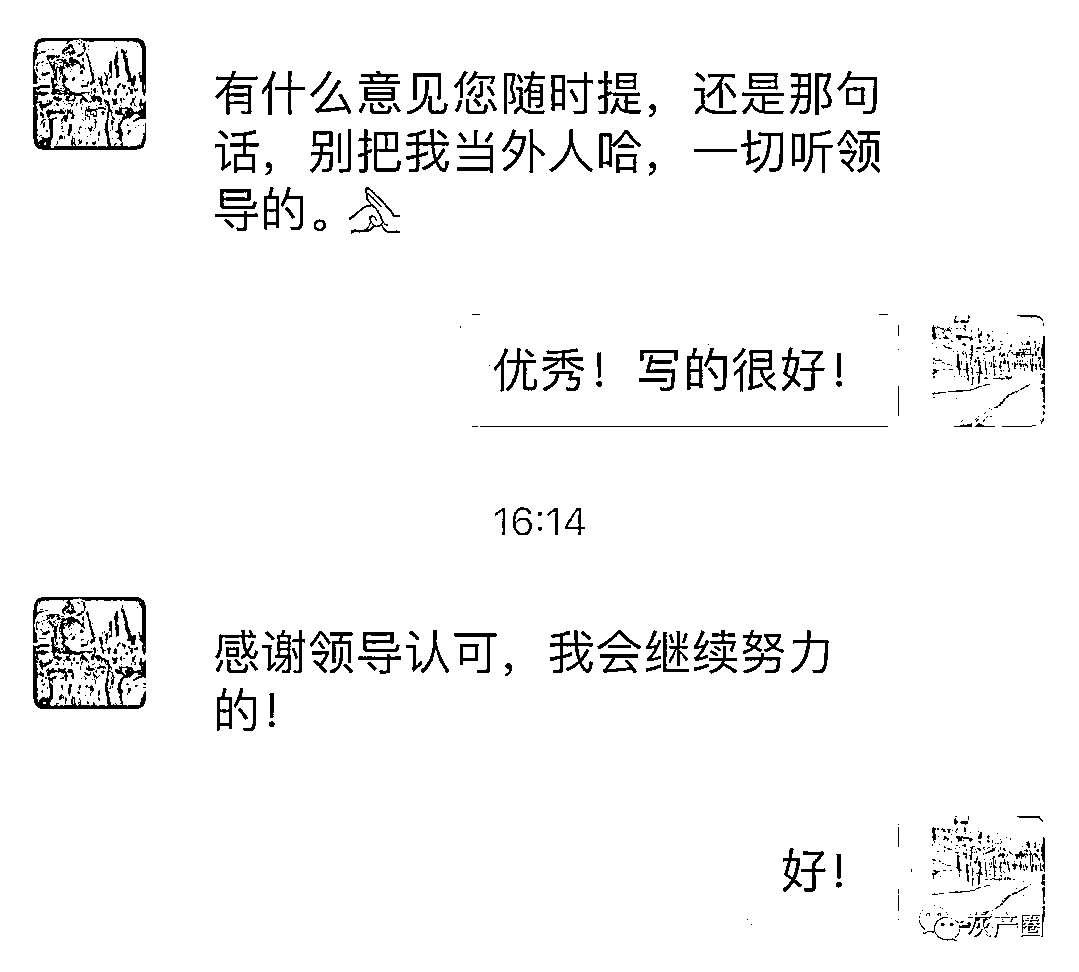 有什么意见您随时提，还是那句
话，别把我当外人哈，一切听领
导的。
优秀！写的很好！
16:14
感谢领导认可，我会继续努力
的！
好！
灰产圈